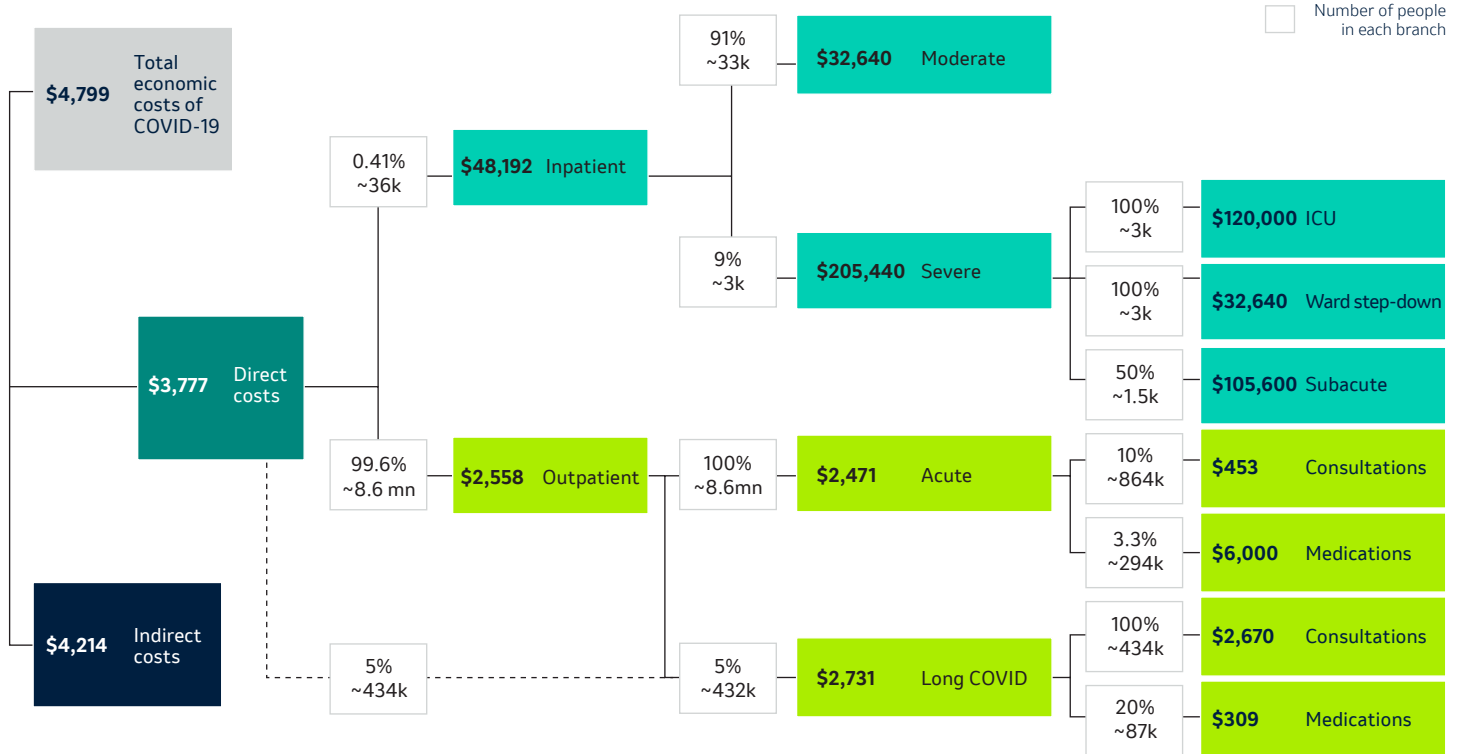 Number of people
in each branch
$4,799
Total
economic
costs of
COVID-19
$3,777
Direct
costs
$4,214
Indirect
costs
0.41%
~36k
$48,192 Inpatient
91%
~33k
$32,640 Moderate
9%
~3k
$205,440 Severe
100%
~3k
$120,000 ICU
100%
~3k
$32,640 Ward step-down
50%
~1.5k
$105,600 Subacute
99.6%
~8.6 mn
$2,558 Outpatient
100%
~8.6mn
$2,471 Acute
10%
~864k
$453 Consultations
3.3%
~294k
$6,000 Medications
5%
~434k
5%
~432k
$2,731 Long COVID
100%
~434k
$2,670 Consultations
20%
~87k
$309 Medications